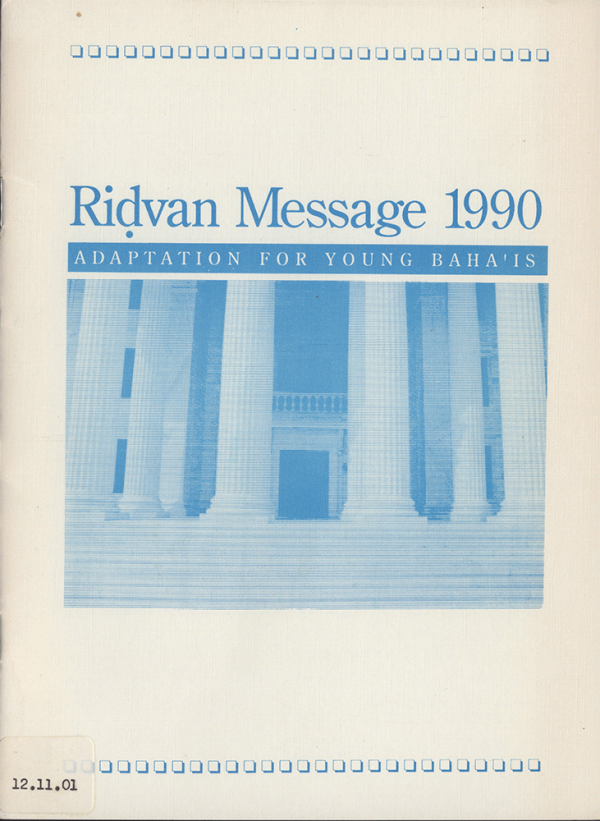 Riḍvan Message 1990
ADAPTATION FOR YOUNG BAHA'IS
12.11.01